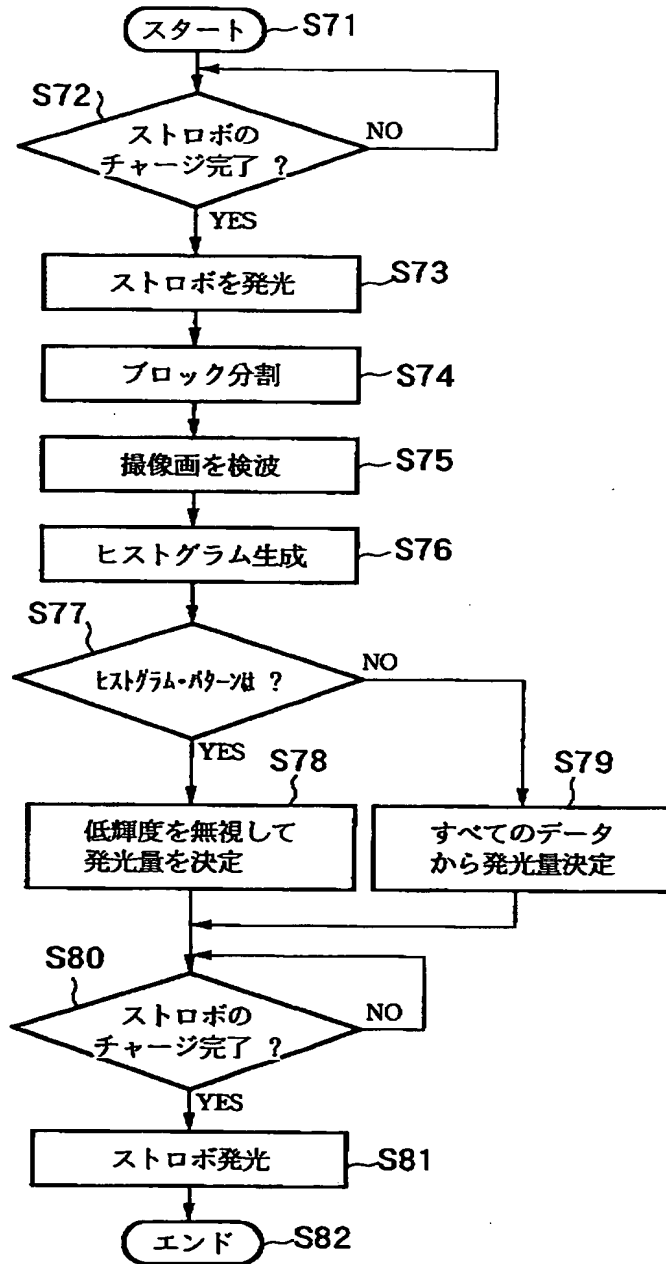 スタート
S71
S72
ストロボの
チャージ完了 ?
NO
YES
ストロボを発光
S73
ブロック分割
S74
撮像画を検波
S75
ヒストグラム生成
S76
S77
ヒストグラム・パターンは ?
NO
YES
S78
低輝度を無視して
発光量を決定
S79
すべてのデータ
から発光量決定
S80
ストロボの
チャージ完了 ?
NO
YES
ストロボ発光
S81
エンド
S82